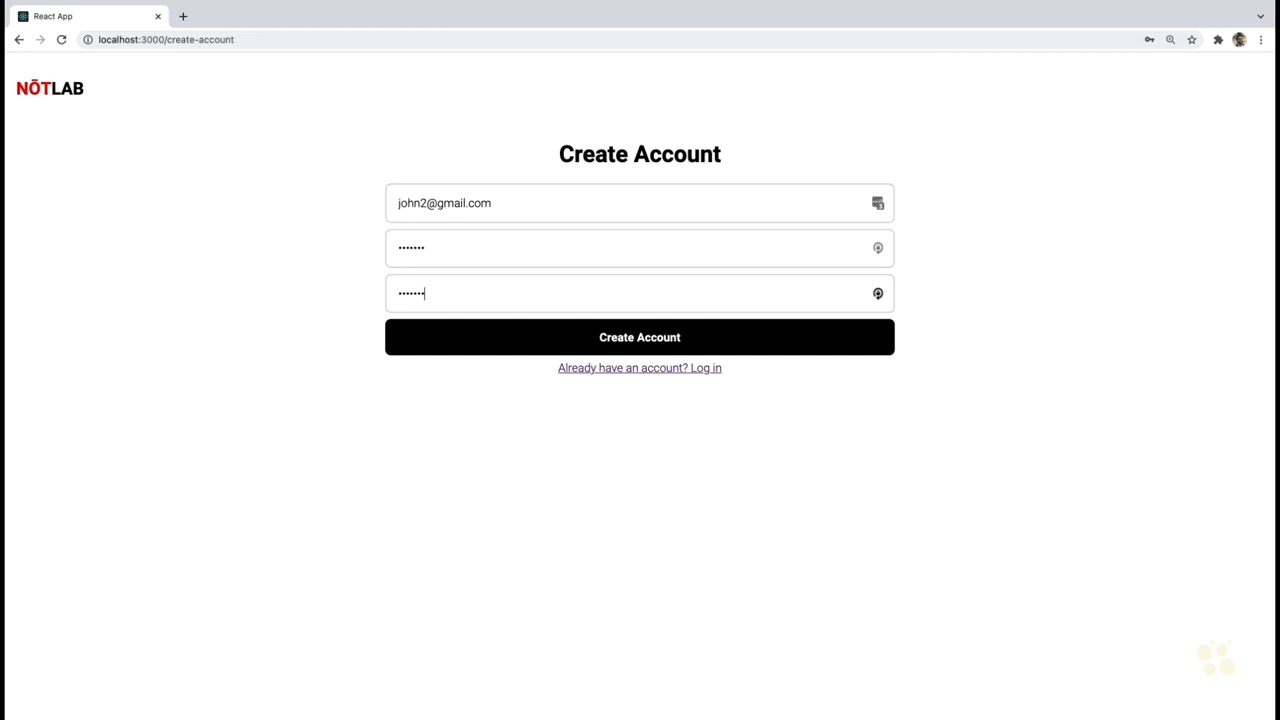 React App
localhost:3000/create-account
NŌTLAB
Create Account
john2@gmail.com
•••••••
•••••••
Create Account
Already have an account? Log in